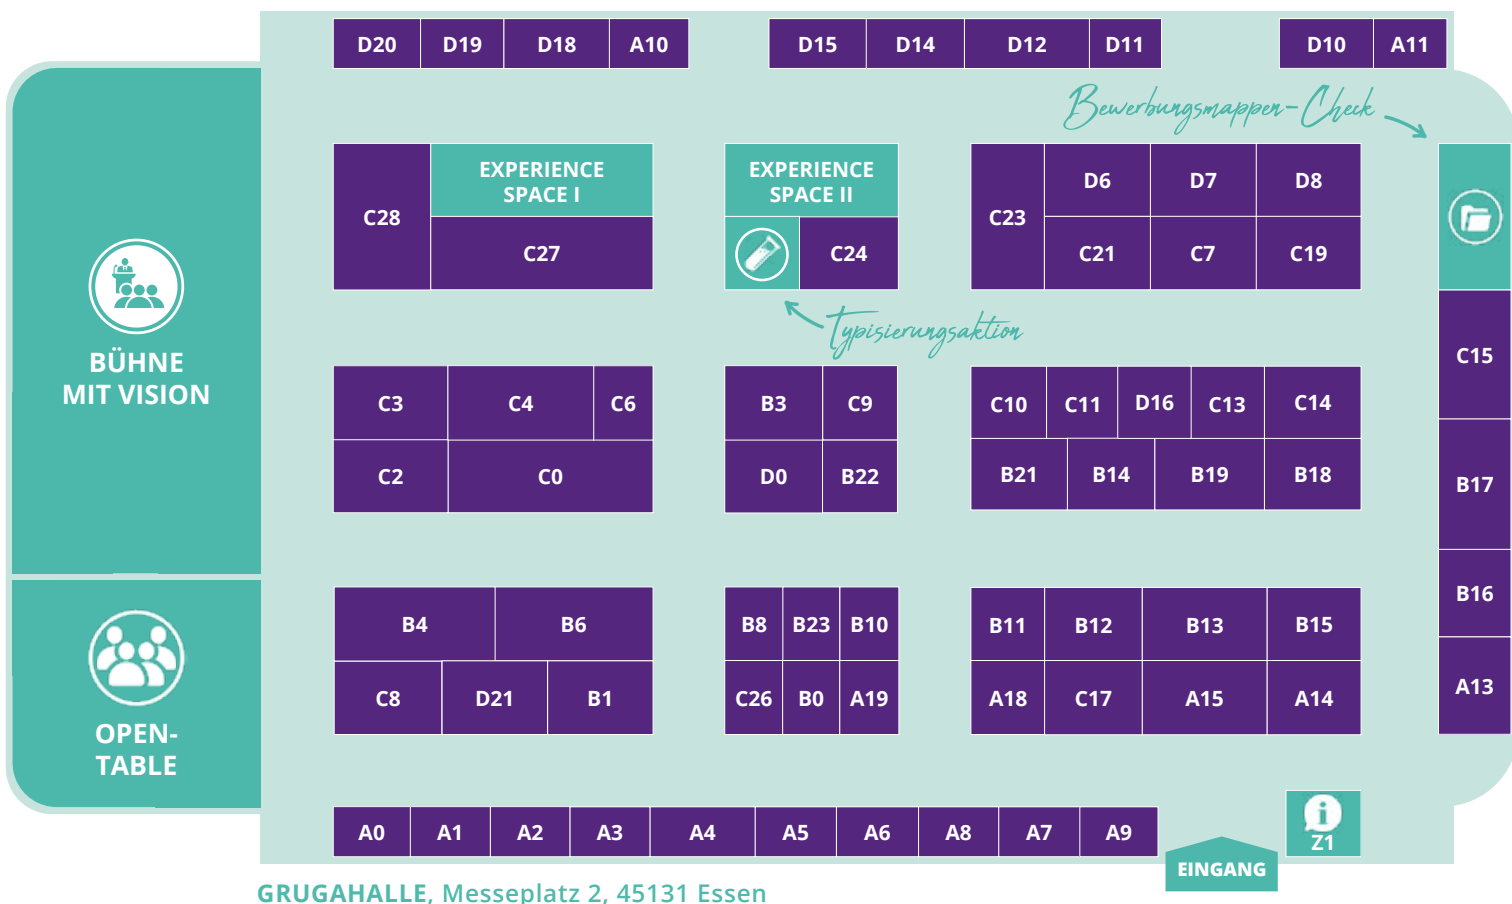 D20 D19 D18 A10 D15 D14 D12 D11 D10 A11
Bewerbungsmappen-Check
C28
EXPERIENCE
SPACE I
C27
EXPERIENCE
SPACE II
C24
C23
D6 D7 D8
C21 C7 C19
Typisierungsaktion
BÜHNE
MIT VISION
C3 C4 C6
C2 C0
B3 C9
D0 B22
C10 C11 D16 C13 C14
B21 B14 B19 B18
C15
B17
B16
A13
B4 B6
C8 D21 B1
B8 B23 B10
C26 B0 A19
B11 B12 B13 B15
A18 C17 A15 A14
OPEN-
TABLE
A0 A1 A2 A3 A4 A5 A6 A8 A7 A9
i
Z1
EINGANG
GRUGAHALLE, Messeplatz 2, 45131 Essen